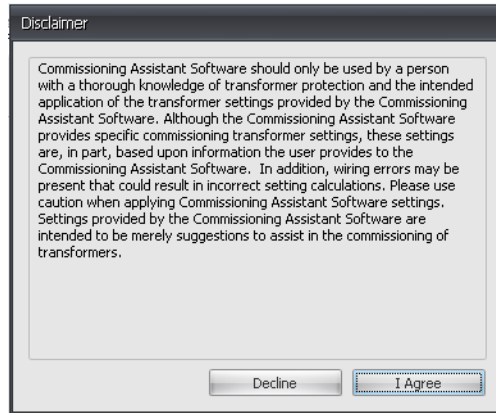 Disclaimer
Commissioning Assistant Software should only be used by a person
with a thorough knowledge of transformer protection and the intended
application of the transformer settings provided by the Commissioning
Assistant Software. Although the Commissioning Assistant Software
provides specific commissioning transformer settings, these settings
are, in part, based upon information the user provides to the
Commissioning Assistant Software.  In addition, wiring errors may be
present that could result in incorrect setting calculations. Please use
caution when applying Commissioning Assistant Software settings.
Settings provided by the Commissioning Assistant Software are
intended to be merely suggestions to assist in the commissioning of
transformers.
Decline
I Agree